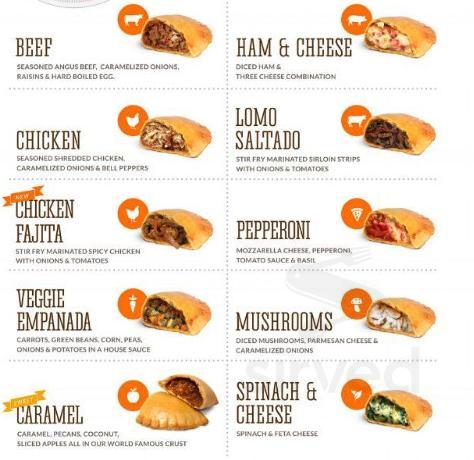 BEEF
SEASONED ANGUS BEEF, CARAMELIZED ONIONS,
RAISINS & HARD BOILED EGG.
HAM & CHEESE
DICED HAM &
THREE CHEESE COMBINATION
CHICKEN
SEASONED SHREDDED CHICKEN,
CARAMELIZED ONIONS & BELL PEPPERS
LOMO
SALTADO
STIR FRY MARINATED SIRLOIN STRIPS
WITH ONIONS & TOMATOES
NEW
CHICKEN
FAJITA
STIR FRY MARINATED SPICY CHICKEN
WITH ONIONS & TOMATOES
PEPPERONI
MOZZARELLA CHEESE, PEPPERONI,
TOMATO SAUCE & BASIL
VEGGIE
EMPANADA
CARROTS, GREEN BEANS, CORN, PEAS,
ONIONS & POTATOES IN A HOUSE SAUCE
MUSHROOMS
DICED MUSHROOMS, PARMESAN CHEESE &
CARAMELIZED ONIONS
SWEET
CARAMEL
CARAMEL, PECANS, COCONUT,
SLICED APPLES ALL IN OUR WORLD FAMOUS CRUST
SPINACH &
CHEESE
SPINACH & FETA CHEESE
sirved